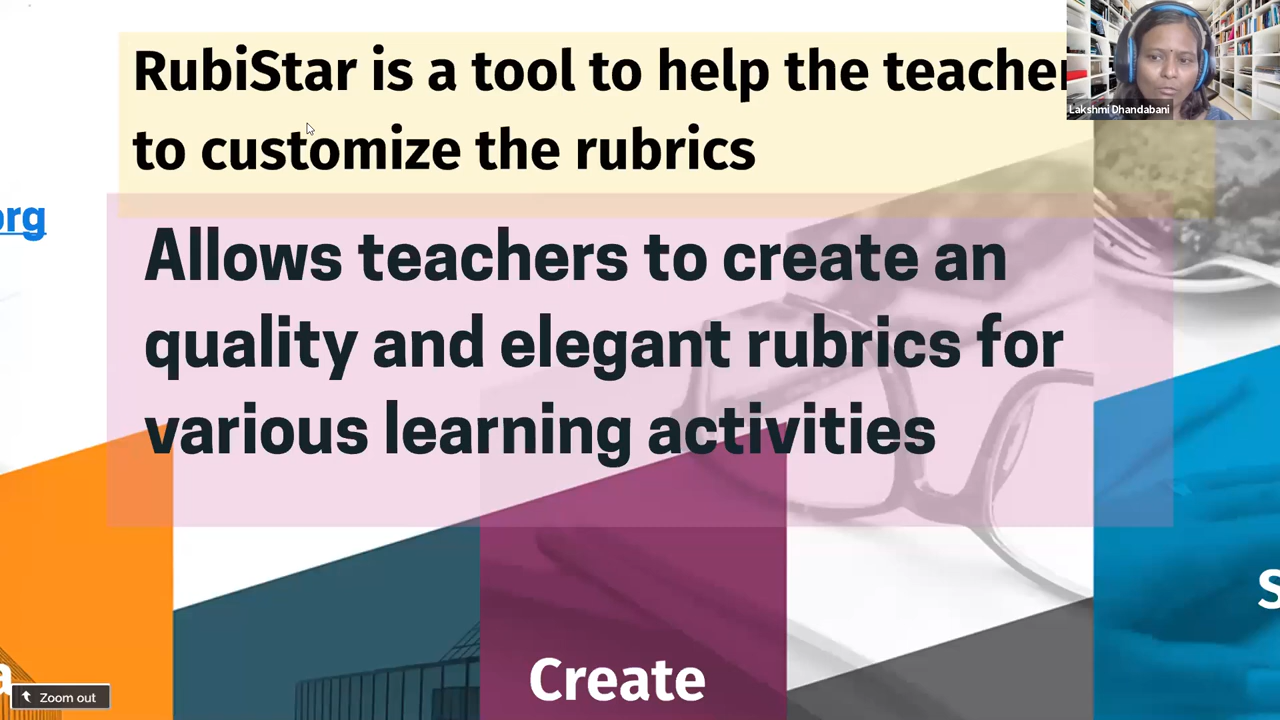 RubiStar is a tool to help the teacher
Lakshmi Dhandabani
to customize the rubrics
org
Allows teachers to create an
quality and elegant rubrics for
various learning activities
Create
Zoom out